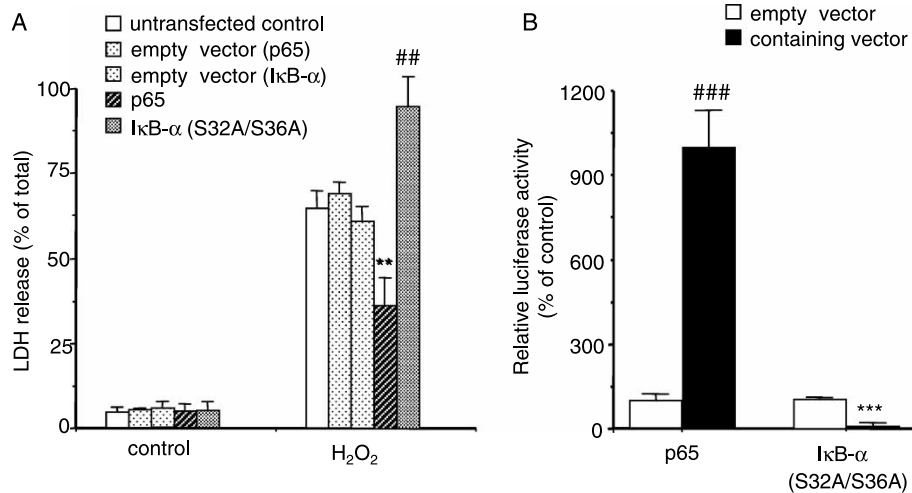 A
untransfected control
empty vector (p65)
empty vector (IκB-α)
p65
IκB-α (S32A/S36A)
LDH release (% of total)
100
75
50
25
0
**
##
control
H₂O₂
B
empty vector
containing vector
Relative luciferase activity
(% of control)
1200
900
600
300
0
###
***
p65
IκB-α
(S32A/S36A)